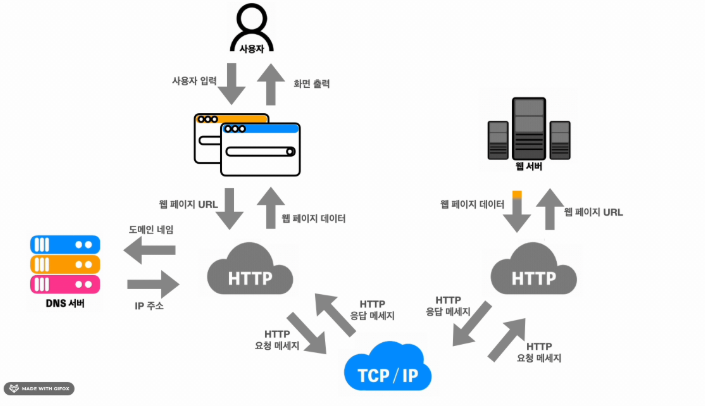 사용자
사용자 입력
화면 출력
웹 서버
웹 페이지 URL
웹 페이지 데이터
웹 페이지 데이터
웹 페이지 URL
도메인 네임
HTTP
HTTP
DNS 서버
IP 주소
HTTP
응답 메세지
HTTP
응답 메세지
HTTP
요청 메세지
HTTP
요청 메세지
TCP / IP
MADE WITH GIFOX